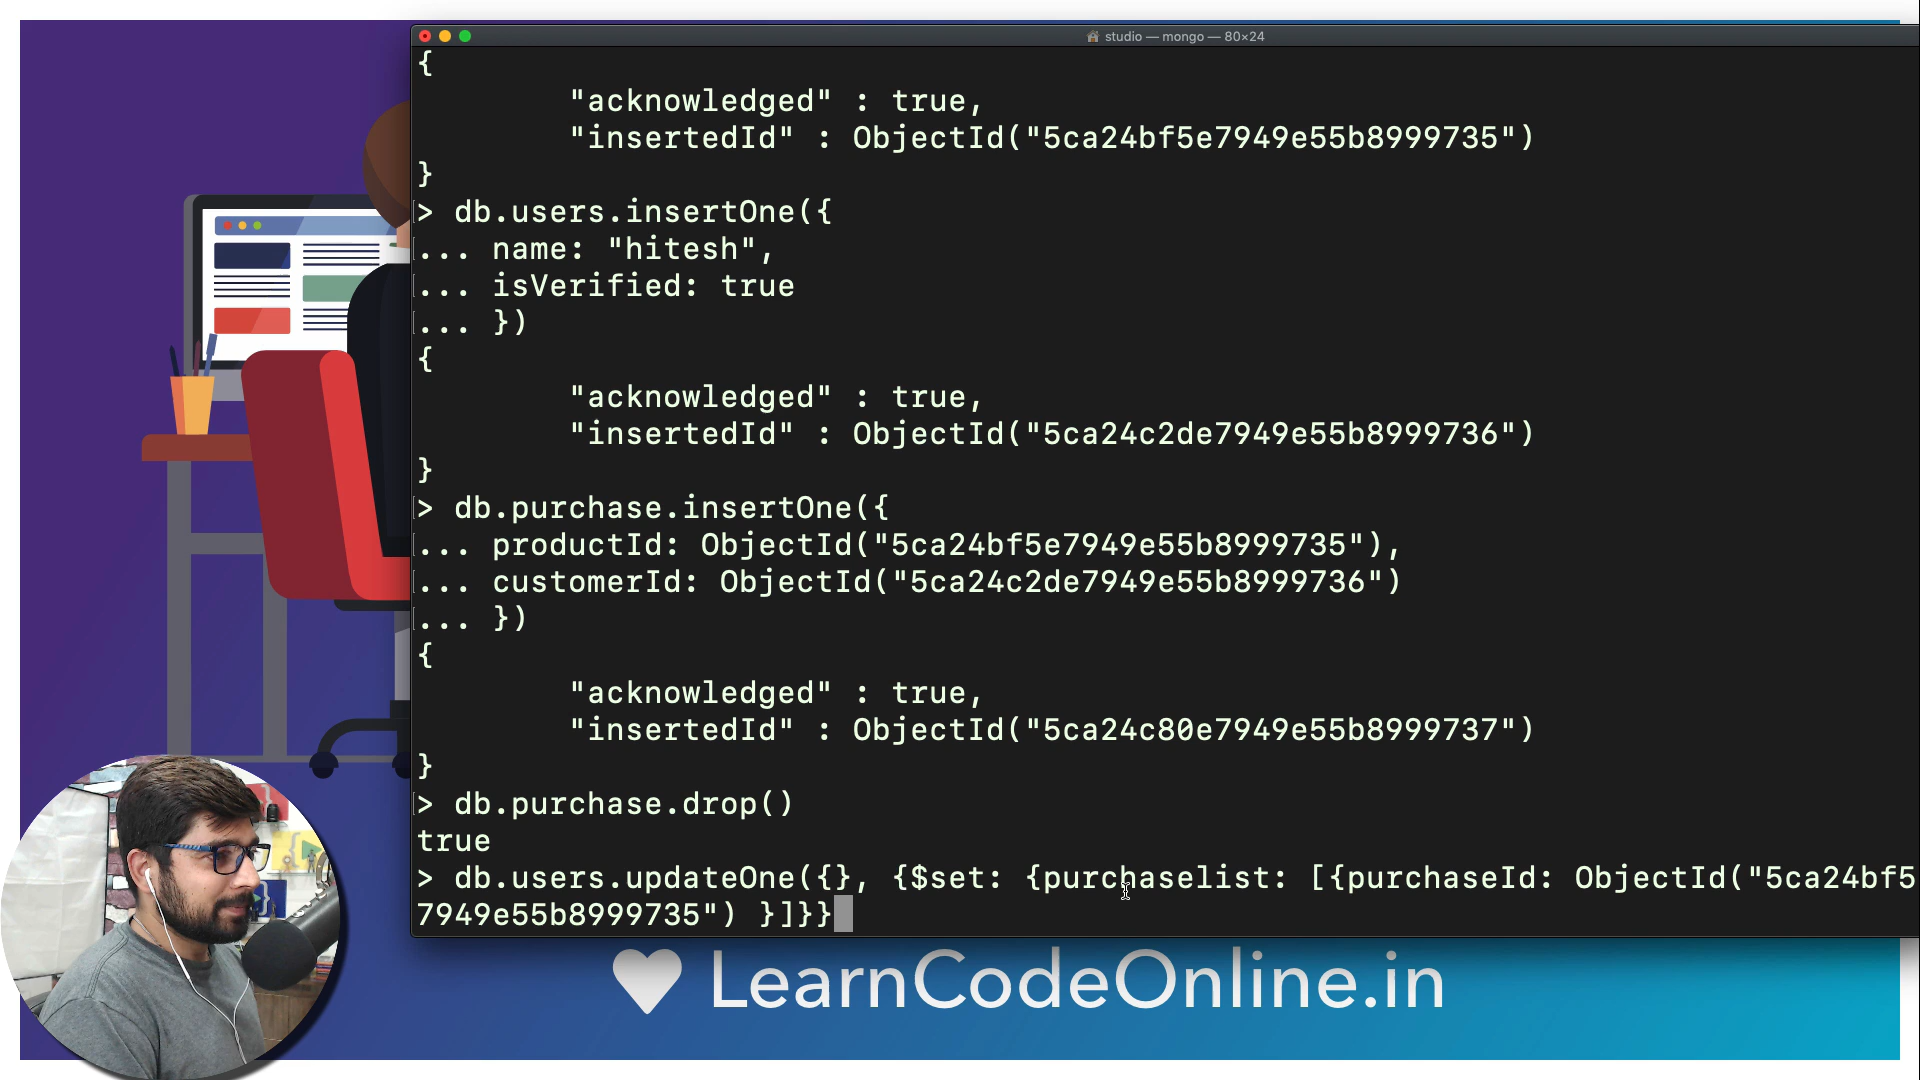 studio — mongo — 80×24
{
"acknowledged" : true,
"insertedId" : ObjectId("5ca24bf5e7949e55b8999735")
}
> db.users.insertOne({
... name: "hitesh",
... isVerified: true
... })
{
"acknowledged" : true,
"insertedId" : ObjectId("5ca24c2de7949e55b8999736")
}
> db.purchase.insertOne({
... productId: ObjectId("5ca24bf5e7949e55b8999735"),
... customerId: ObjectId("5ca24c2de7949e55b8999736")
... })
{
"acknowledged" : true,
"insertedId" : ObjectId("5ca24c80e7949e55b8999737")
}
> db.purchase.drop()
true
> db.users.updateOne({}, {$set: {purchaselist: [{purchaseId: ObjectId("5ca24bf5
7949e55b8999735") }]}}
LearnCodeOnline.in